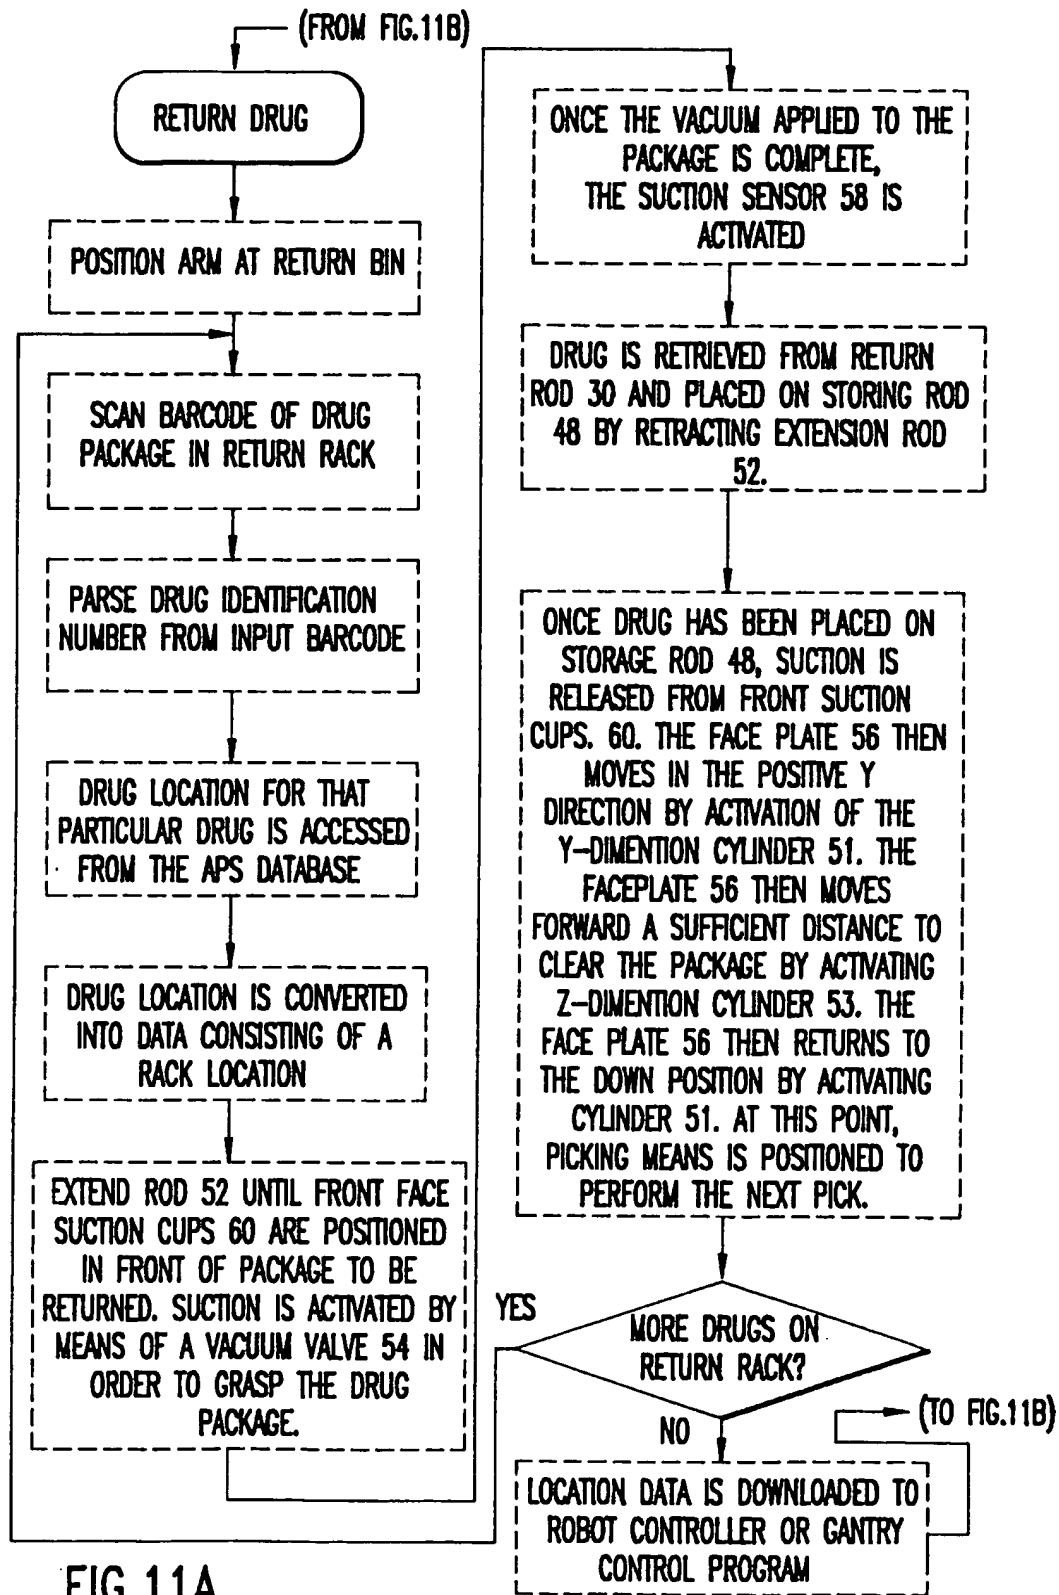 (FROM FIG.11B)
RETURN DRUG
POSITION ARM AT RETURN BIN
SCAN BARCODE OF DRUG
PACKAGE IN RETURN RACK
PARSE DRUG IDENTIFICATION
NUMBER FROM INPUT BARCODE
DRUG LOCATION FOR THAT
PARTICULAR DRUG IS ACCESSED
FROM THE APS DATABASE
DRUG LOCATION IS CONVERTED
INTO DATA CONSISTING OF A
RACK LOCATION
EXTEND ROD 52 UNTIL FRONT FACE
SUCTION CUPS 60 ARE POSITIONED
IN FRONT OF PACKAGE TO BE
RETURNED. SUCTION IS ACTIVATED BY
MEANS OF A VACUUM VALVE 54 IN
ORDER TO GRASP THE DRUG
PACKAGE.
ONCE THE VACUUM APPLIED TO THE
PACKAGE IS COMPLETE,
THE SUCTION SENSOR 58 IS
ACTIVATED
DRUG IS RETRIEVED FROM RETURN
ROD 30 AND PLACED ON STORING ROD
48 BY RETRACTING EXTENSION ROD
52.
ONCE DRUG HAS BEEN PLACED ON
STORAGE ROD 48, SUCTION IS
RELEASED FROM FRONT SUCTION
CUPS. 60. THE FACE PLATE 56 THEN
MOVES IN THE POSITIVE Y
DIRECTION BY ACTIVATION OF THE
Y-DIMENTION CYLINDER 51. THE
FACEPLATE 56 THEN MOVES
FORWARD A SUFFICIENT DISTANCE TO
CLEAR THE PACKAGE BY ACTIVATING
Z-DIMENTION CYLINDER 53. THE
FACE PLATE 56 THEN RETURNS TO
THE DOWN POSITION BY ACTIVATING
CYLINDER 51. AT THIS POINT,
PICKING MEANS IS POSITIONED TO
PERFORM THE NEXT PICK.
MORE DRUGS ON
RETURN RACK?
YES
NO
(TO FIG.11B)
LOCATION DATA IS DOWNLOADED TO
ROBOT CONTROLLER OR GANTRY
CONTROL PROGRAM
FIG.11A